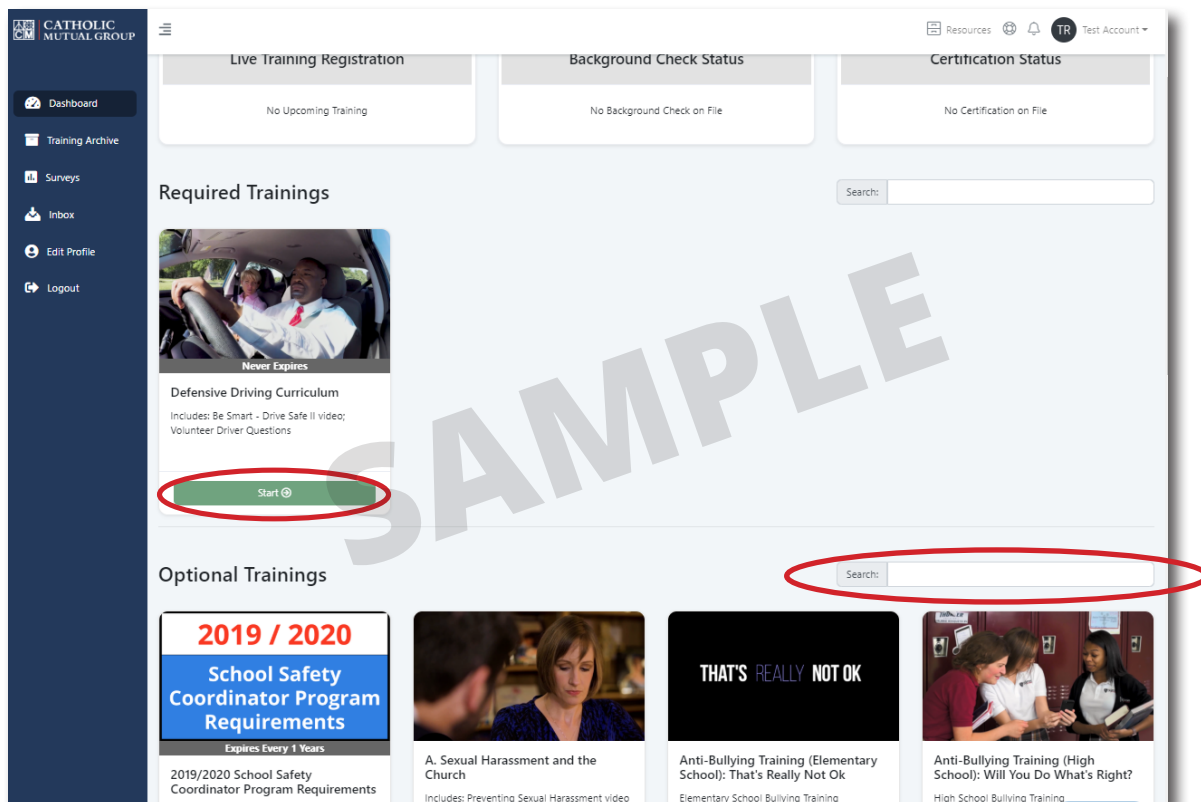 CATHOLIC
MUTUAL GROUP
Resources
TR
Test Account
Dashboard
Training Archive
Surveys
Inbox
Edit Profile
Logout
Live Training Registration
No Upcoming Training
Background Check Status
No Background Check on File
Certification Status
No Certification on File
Required Trainings
Search:
Never Expires
Defensive Driving Curriculum
Includes: Be Smart - Drive Safe II video;
Volunteer Driver Questions
Start
SAMPLE
Optional Trainings
Search:
2019 / 2020
School Safety
Coordinator Program
Requirements
Expires Every 1 Years
2019/2020 School Safety
Coordinator Program Requirements
A. Sexual Harassment and the
Church
Includes: Preventing Sexual Harassment video
THAT'S REALLY NOT OK
Anti-Bullying Training (Elementary
School): That's Really Not Ok
Elementary School Bullying Training
Anti-Bullying Training (High
School): Will You Do What's Right?
High School Bullying Training